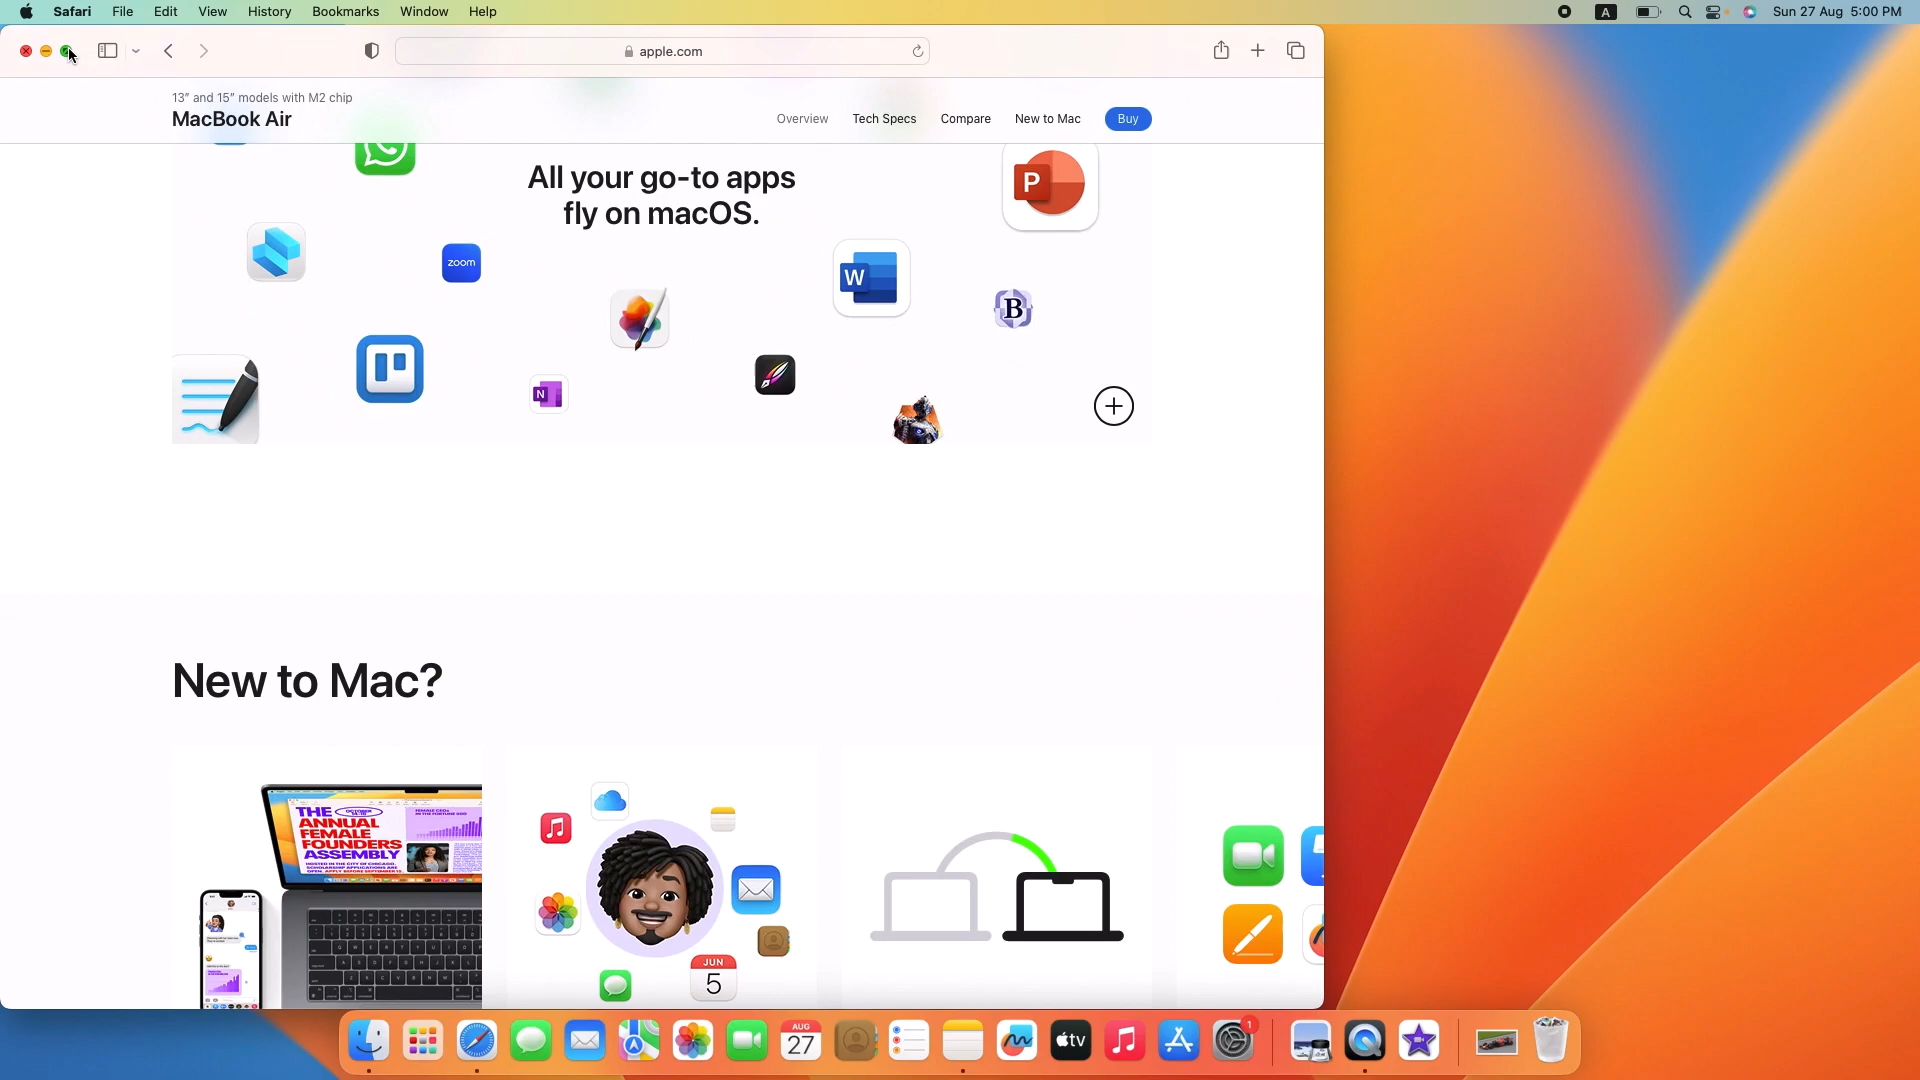 Safari File Edit View History Bookmarks Window Help
A
Sun 27 Aug 5:00 PM
apple.com
13” and 15” models with M2 chip
MacBook Air
Overview Tech Specs Compare New to Mac Buy
All your go-to apps
fly on macOS.
P
zoom
W
B
N
New to Mac?
THE
ANNUAL
FEMALE
FOUNDERS
ASSEMBLY
JUN
5
AUG
27
tv
1